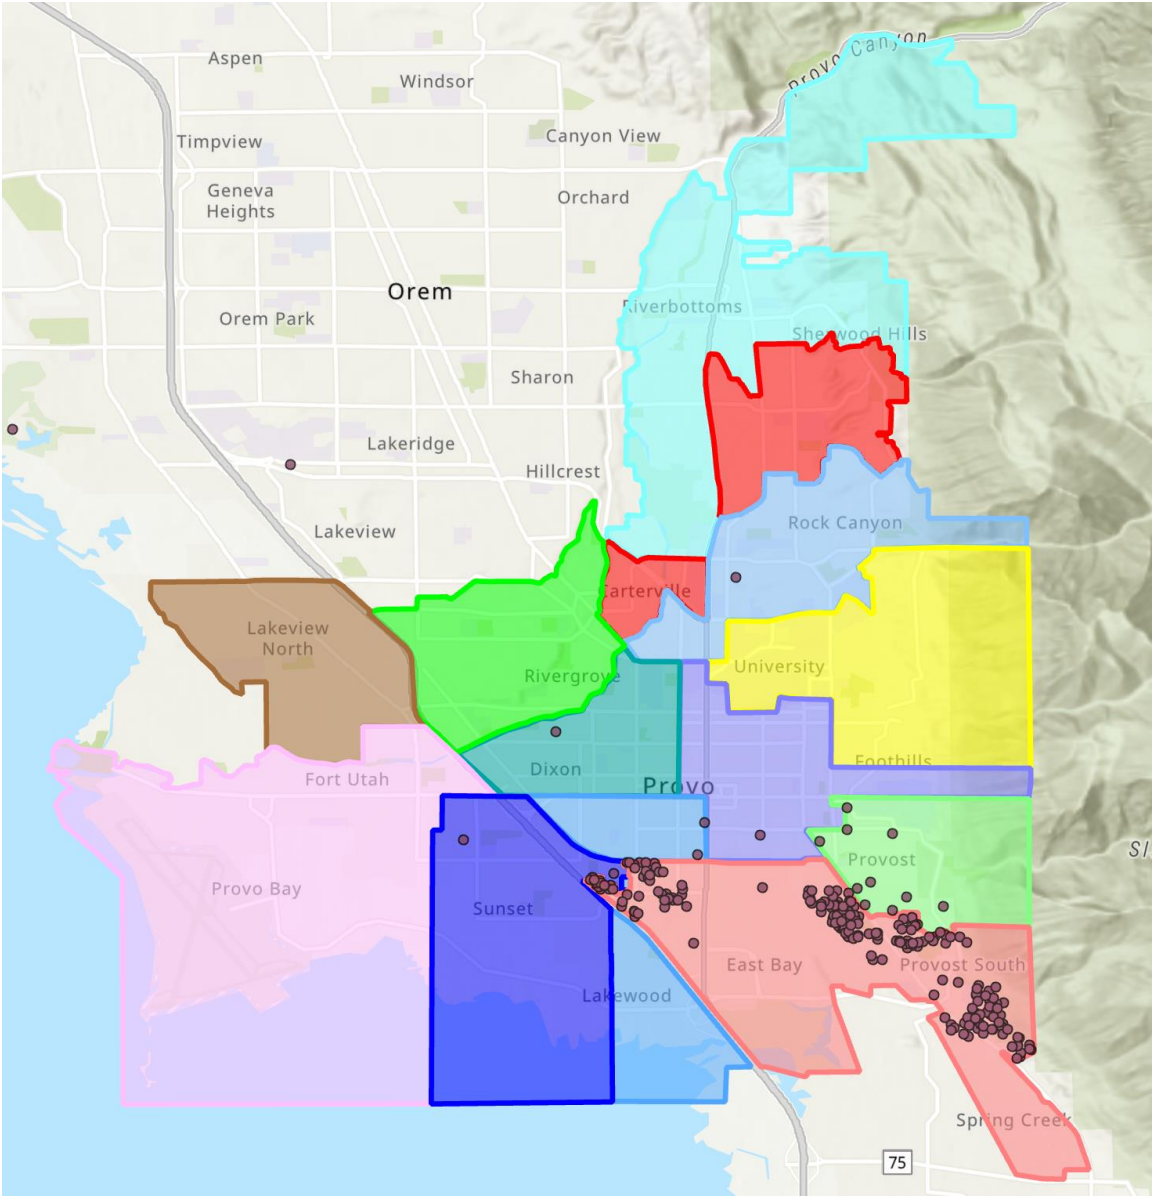 Provo Canyon
Aspen
Windsor
Timpview
Canyon View
Geneva
Heights
Orchard
Orem
Riverbottoms
Orem Park
Sherwood Hills
Sharon
Lakeridge
Hillcrest
Rock Canyon
Lakeview
Carterville
Lakeview
North
University
Rivergrove
Foothills
Dixon
Fort Utah
Provo
SI
Provost
Provo Bay
Sunset
East Bay
Provost South
Lakewood
Spring Creek
75